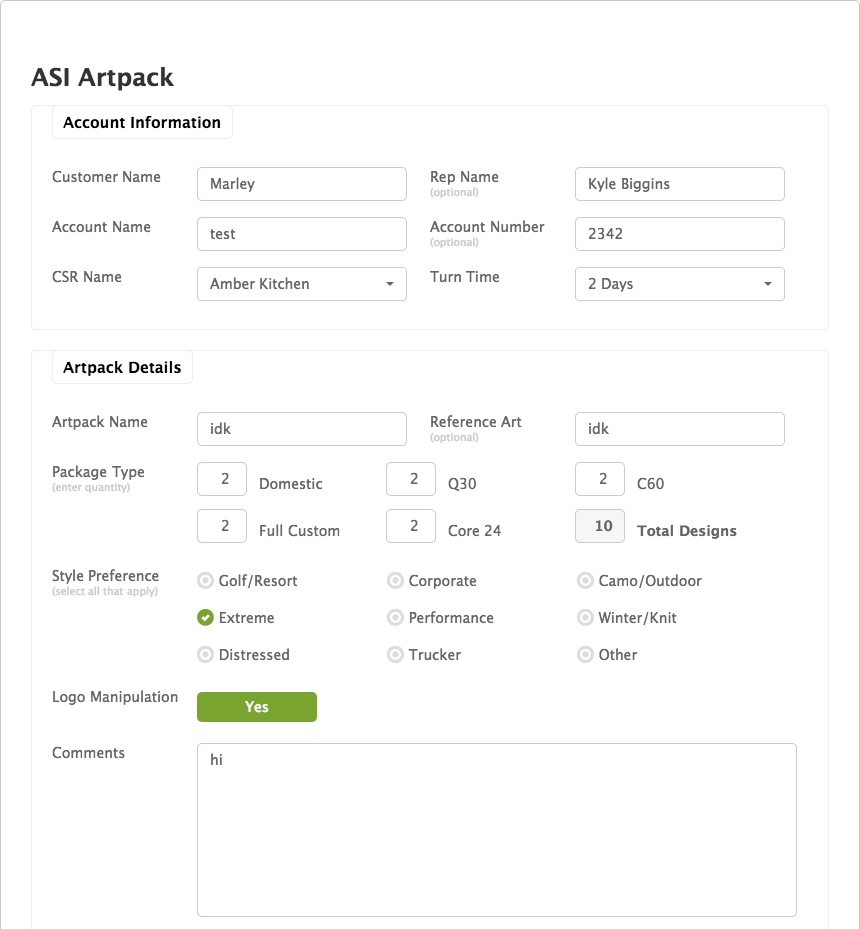 ASI Artpack
Account Information
Customer Name Marley Rep Name Kyle Biggins
(optional)
Account Name test Account Number 2342
(optional)
CSR Name Amber Kitchen Turn Time 2 Days
Artpack Details
Artpack Name idk Reference Art idk
(optional)
Package Type 2 Domestic 2 Q30 2 C60
(enter quantity)
2 Full Custom 2 Core 24 10 Total Designs
Style Preference Golf/Resort Corporate Camo/Outdoor
(select all that apply)
Extreme Performance Winter/Knit
Distressed Trucker Other
Logo Manipulation Yes
Comments hi